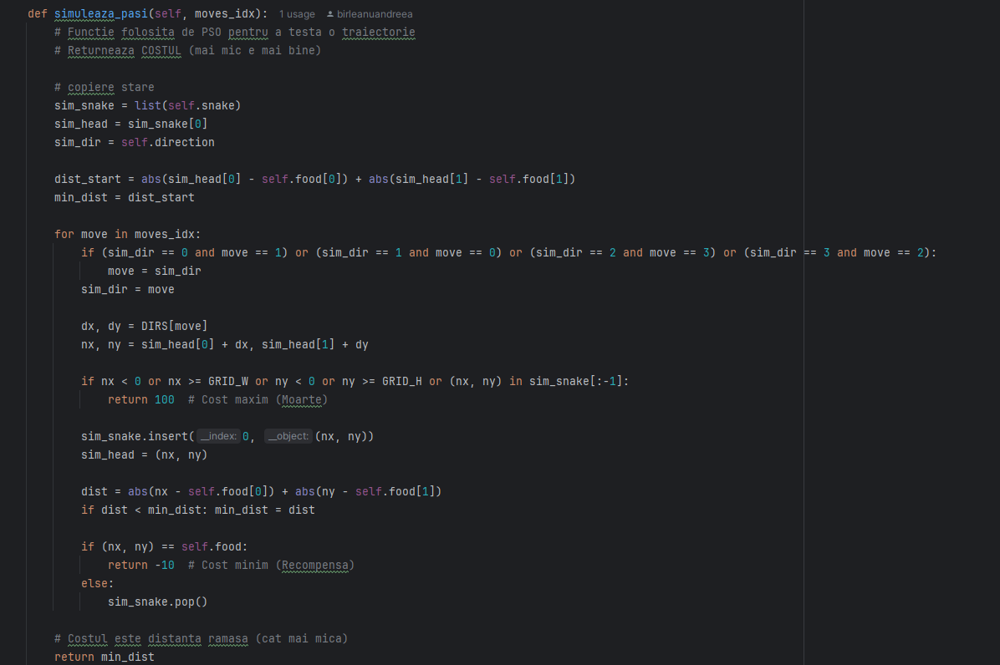 def simuleaza_pasi(self, moves_idx): 1 usage birleanuandreea
# Functie folosita de PSO pentru a testa o traiectorie
# Returneaza COSTUL (mai mic e mai bine)
# copiere stare
sim_snake = list(self.snake)
sim_head = sim_snake[0]
sim_dir = self.direction
dist_start = abs(sim_head[0] - self.food[0]) + abs(sim_head[1] - self.food[1])
min_dist = dist_start
for move in moves_idx:
if (sim_dir == 0 and move == 1) or (sim_dir == 1 and move == 0) or (sim_dir == 2 and move == 3) or (sim_dir == 3 and move == 2):
move = sim_dir
sim_dir = move
dx, dy = DIRS[move]
nx, ny = sim_head[0] + dx, sim_head[1] + dy
if nx < 0 or nx >= GRID_W or ny < 0 or ny >= GRID_H or (nx, ny) in sim_snake[:-1]:
return 100 # Cost maxim (Moarte)
sim_snake.insert(__index: 0, __object: (nx, ny))
sim_head = (nx, ny)
dist = abs(nx - self.food[0]) + abs(ny - self.food[1])
if dist < min_dist: min_dist = dist
if (nx, ny) == self.food:
return -10 # Cost minim (Recompensa)
else:
sim_snake.pop()
# Costul este distanta ramasa (cat mai mica)
return min_dist